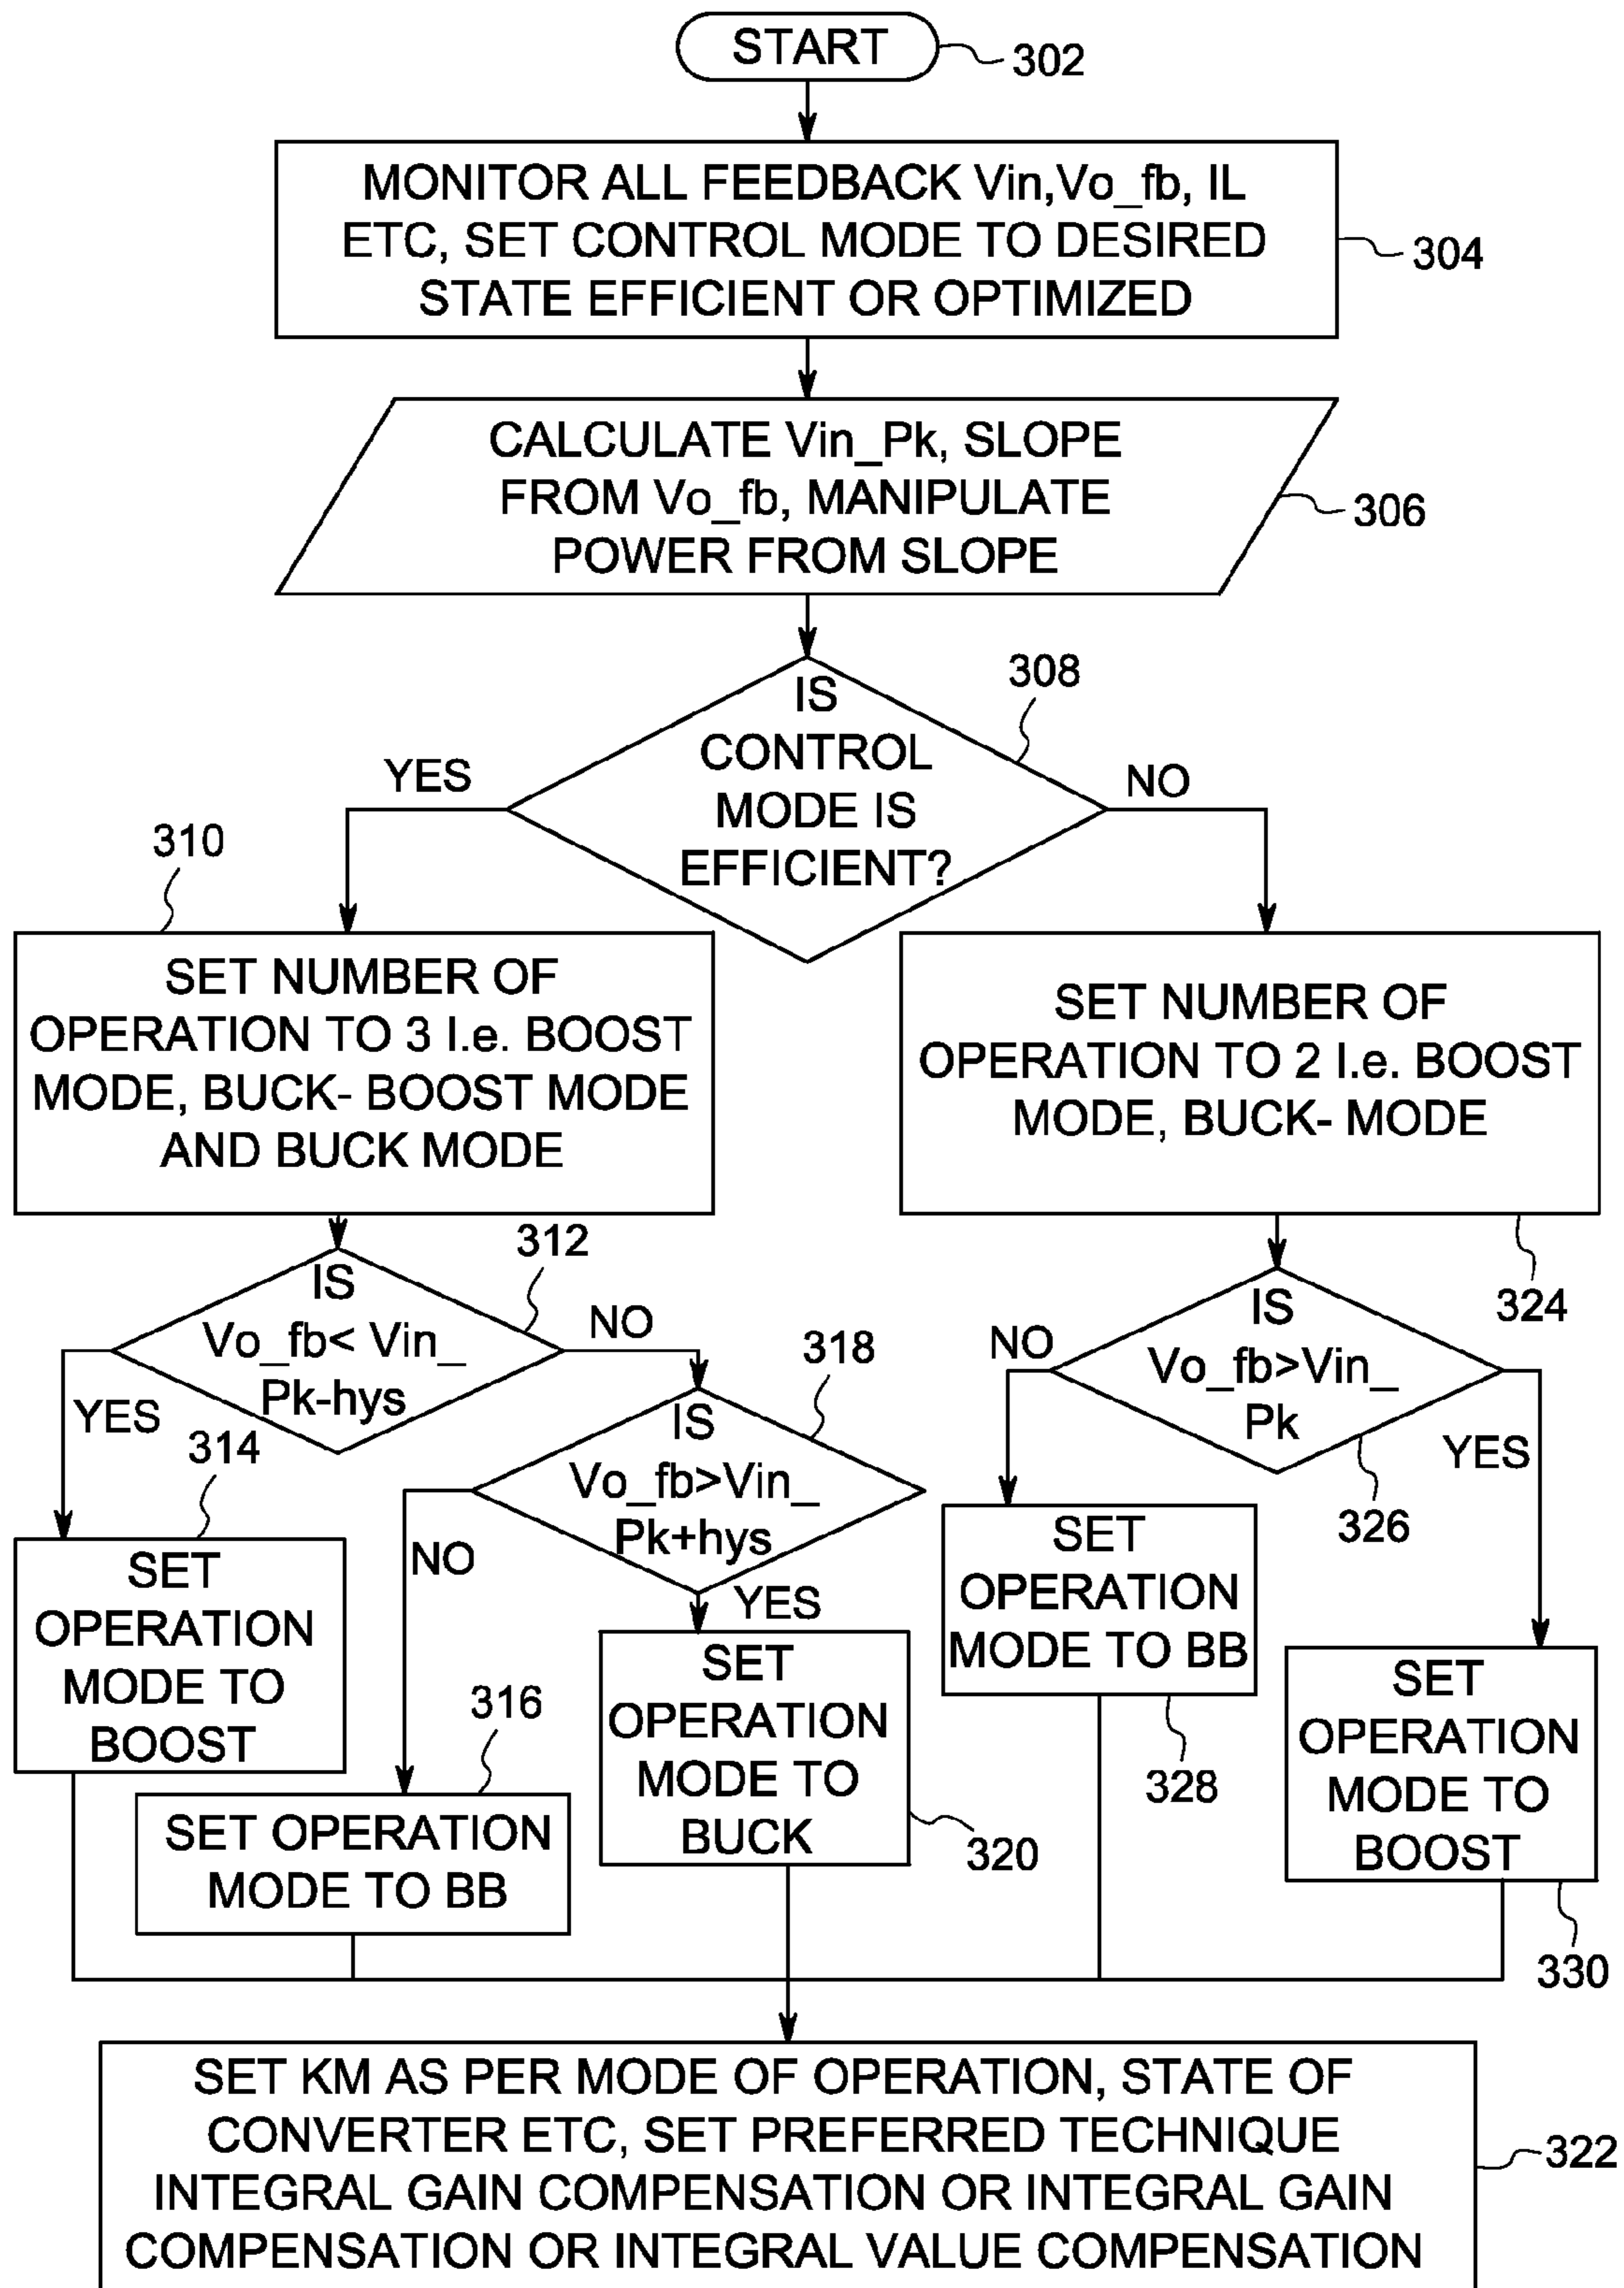 START
302
MONITOR ALL FEEDBACK Vin,Vo_fb, IL
ETC, SET CONTROL MODE TO DESIRED
STATE EFFICIENT OR OPTIMIZED
304
CALCULATE Vin_Pk, SLOPE
FROM Vo_fb, MANIPULATE
POWER FROM SLOPE
306
308
IS
CONTROL
MODE IS
EFFICIENT?
YES
NO
310
SET NUMBER OF
OPERATION TO 3 I.e. BOOST
MODE, BUCK- BOOST MODE
AND BUCK MODE
SET NUMBER OF
OPERATION TO 2 I.e. BOOST
MODE, BUCK- MODE
324
312
IS
Vo_fb< Vin_
Pk-hys
YES
NO
318
IS
Vo_fb>Vin_
Pk+hys
NO
YES
IS
Vo_fb>Vin_
Pk
NO
YES
326
314
SET
OPERATION
MODE TO
BOOST
316
SET OPERATION
MODE TO BB
SET
OPERATION
MODE TO
BUCK
320
SET
OPERATION
MODE TO BB
328
SET
OPERATION
MODE TO
BOOST
330
SET KM AS PER MODE OF OPERATION, STATE OF
CONVERTER ETC, SET PREFERRED TECHNIQUE
INTEGRAL GAIN COMPENSATION OR INTEGRAL GAIN
COMPENSATION OR INTEGRAL VALUE COMPENSATION
322